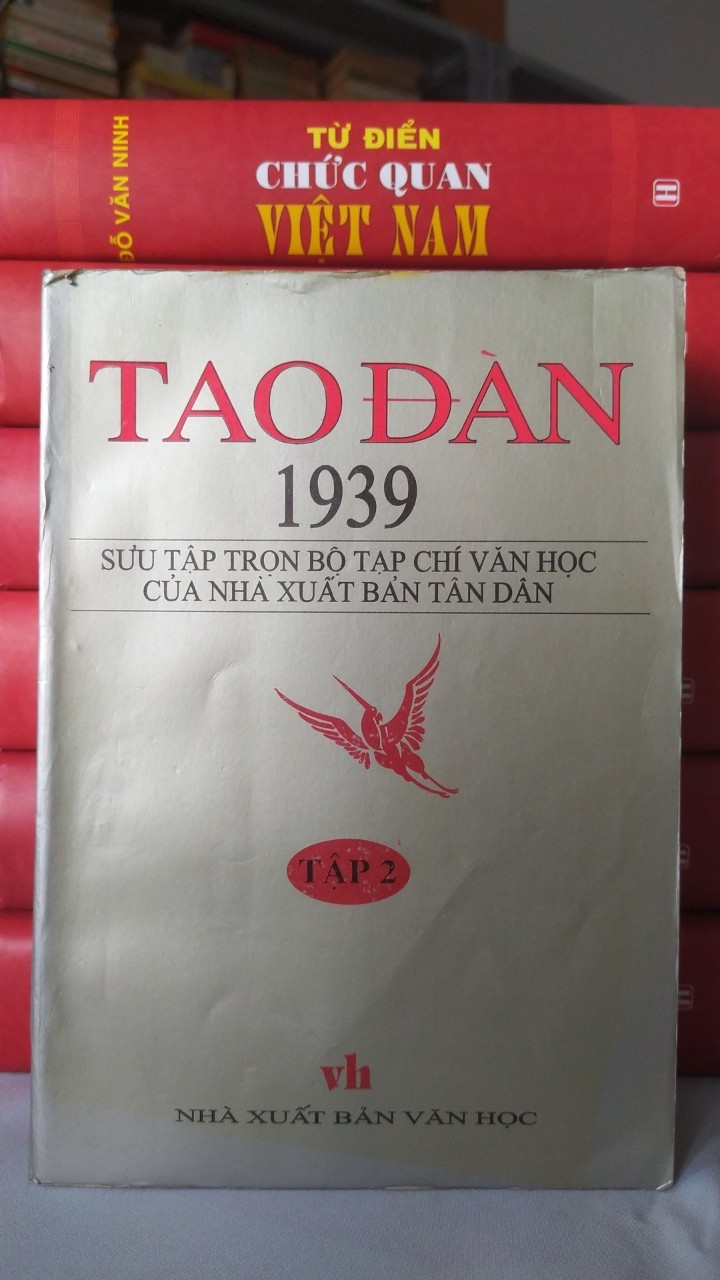 ĐỖ VĂN NINH
TỪ ĐIỂN
CHỨC QUAN
VIỆT NAM
H
TAO ĐÀN
1939
SƯU TẬP TRỌN BỘ TẠP CHÍ VĂN HỌC
CỦA NHÀ XUẤT BẢN TÂN DÂN
TẬP 2
vh
NHÀ XUẤT BẢN VĂN HỌC